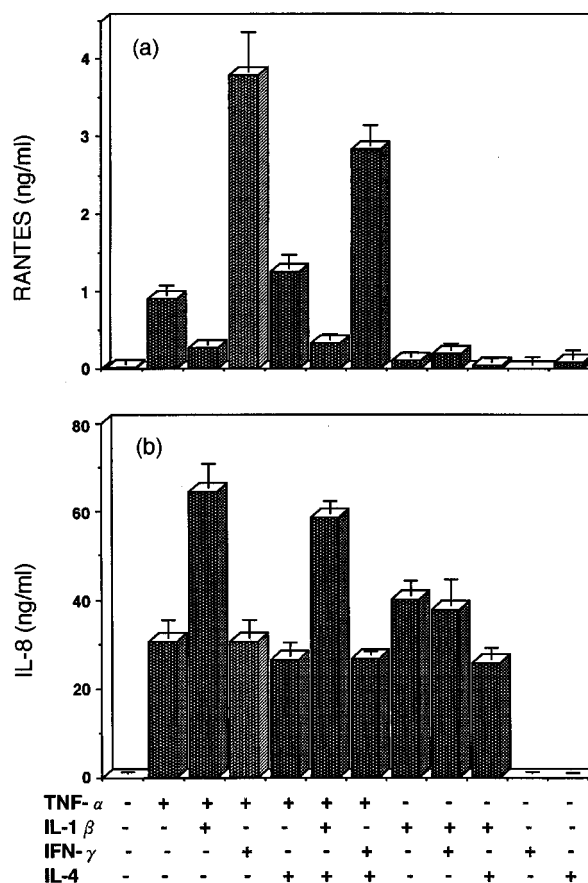 (a)
RANTES (ng/ml)
4
3
2
1
0
(b)
IL-8 (ng/ml)
80
60
40
20
0
TNF-α - + + + + + + - - - - -
IL-1 β - - + - - + - + + + - -
IFN-γ - - - + - - + - + - + -
IL-4 - - - - + + + - - + - +